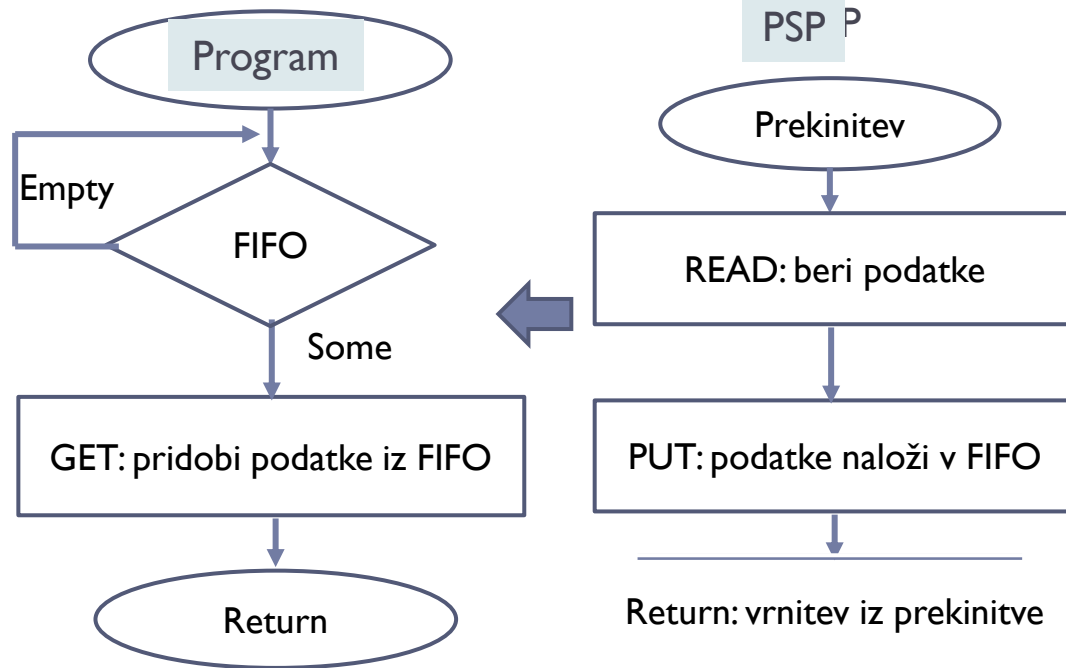 Program
Empty
FIFO
Some
GET: pridobi podatke iz FIFO
Return
PSP P
Prekinitev
READ: beri podatke
PUT: podatke naloži v FIFO
Return: vrnitev iz prekinitve